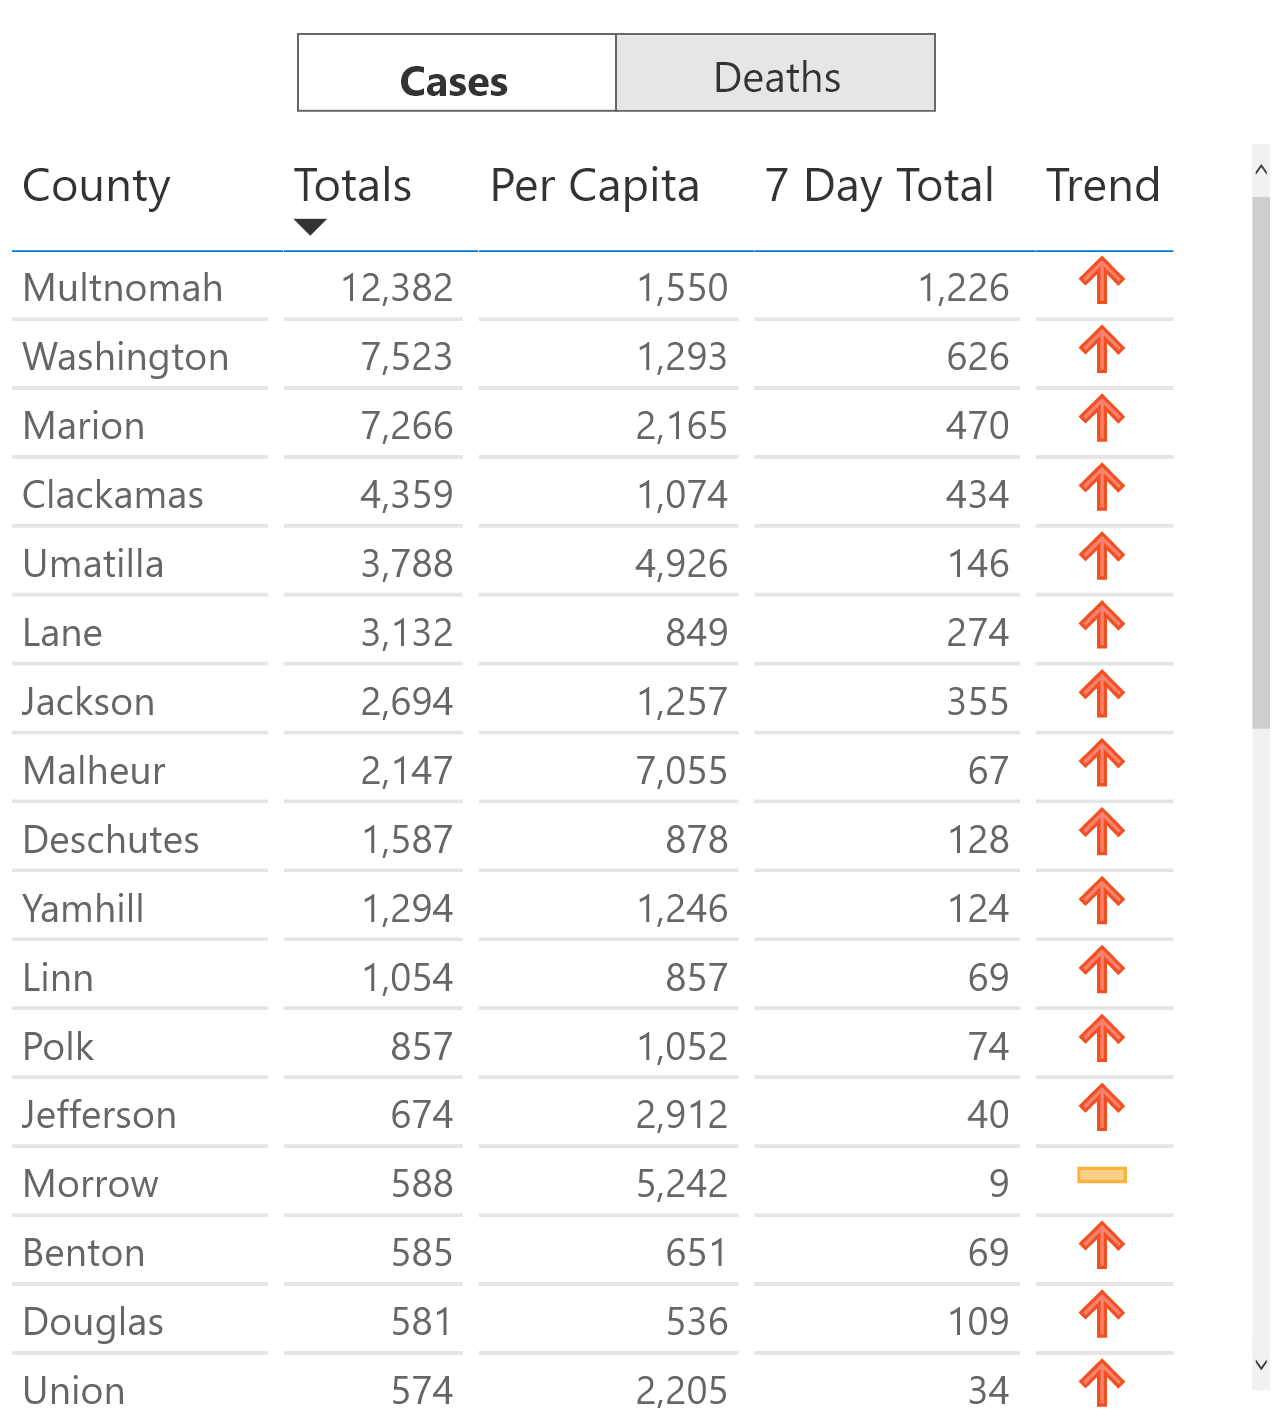 Cases Deaths
County Totals Per Capita 7 Day Total Trend
Multnomah 12,382 1,550 1,226
Washington 7,523 1,293 626
Marion 7,266 2,165 470
Clackamas 4,359 1,074 434
Umatilla 3,788 4,926 146
Lane 3,132 849 274
Jackson 2,694 1,257 355
Malheur 2,147 7,055 67
Deschutes 1,587 878 128
Yamhill 1,294 1,246 124
Linn 1,054 857 69
Polk 857 1,052 74
Jefferson 674 2,912 40
Morrow 588 5,242 9
Benton 585 651 69
Douglas 581 536 109
Union 574 2,205 34